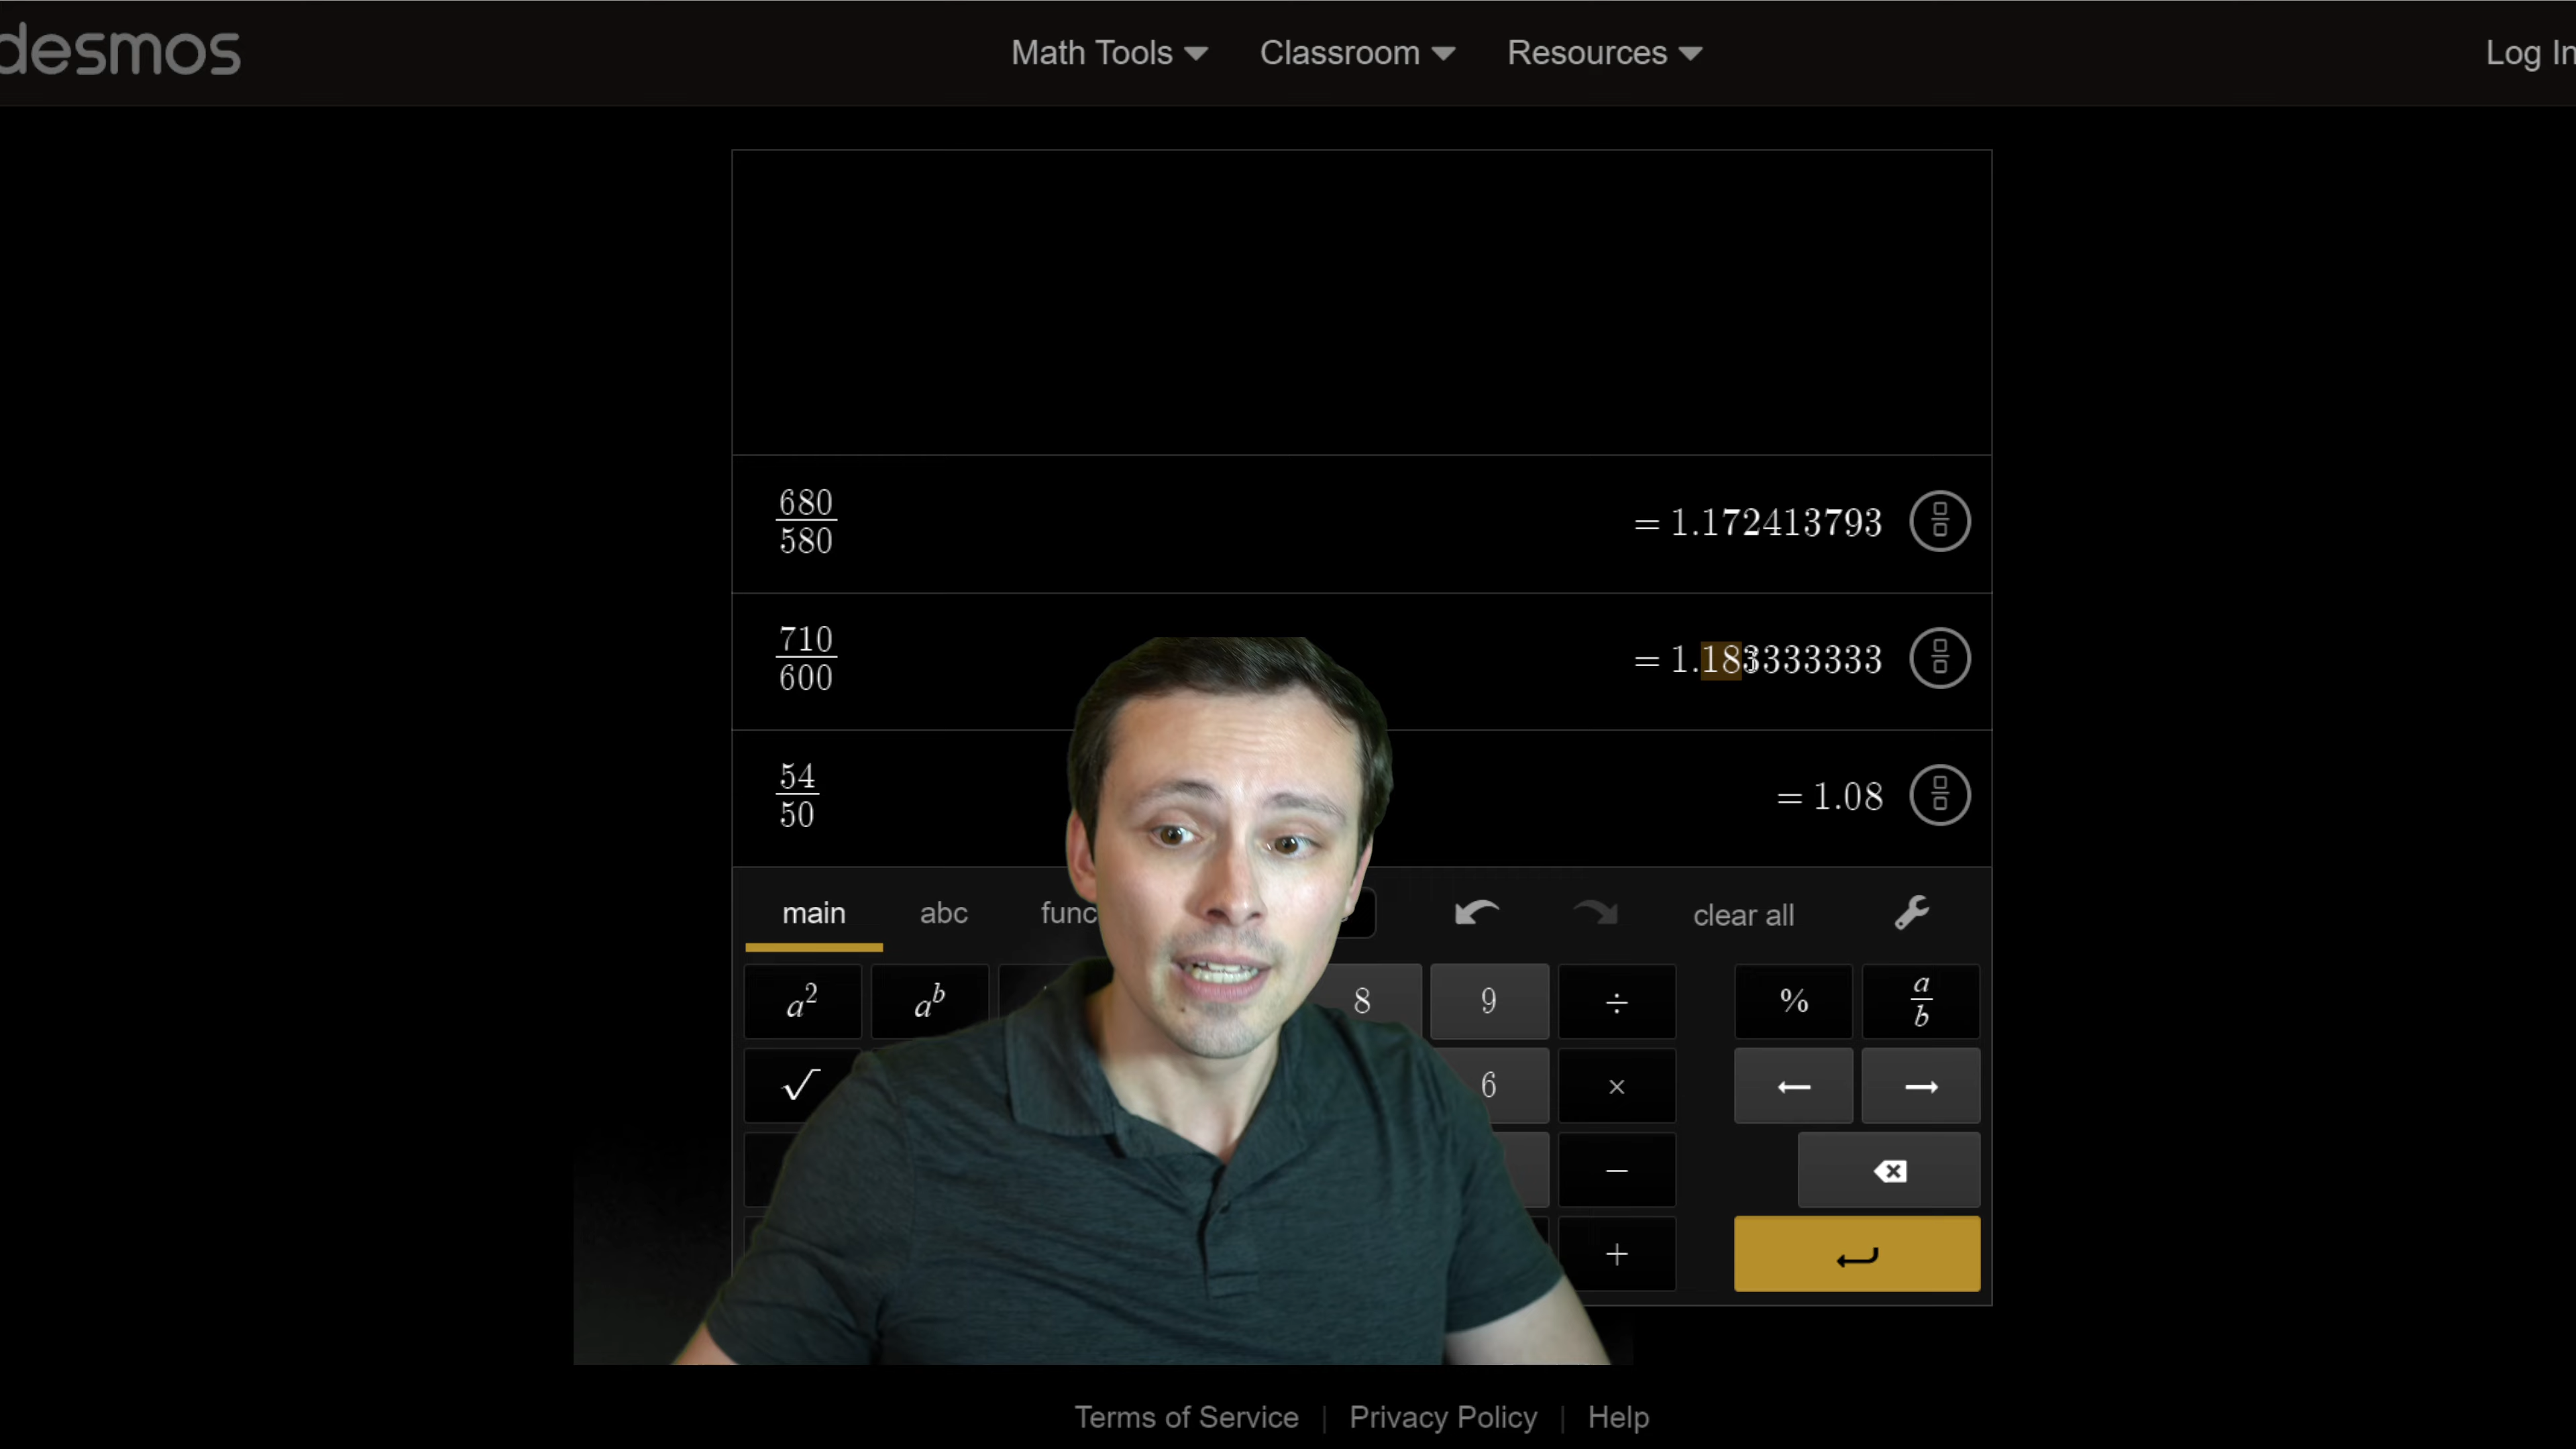 desmos
Math Tools
Classroom
Resources
Log In
680
580
= 1.172413793
710
600
= 1.183333333
54
50
= 1.08
main
abc
func
clear all
a²
aᵇ
8
9
÷
%
a
b
√
6
×
←
→
−
+
Terms of Service | Privacy Policy | Help